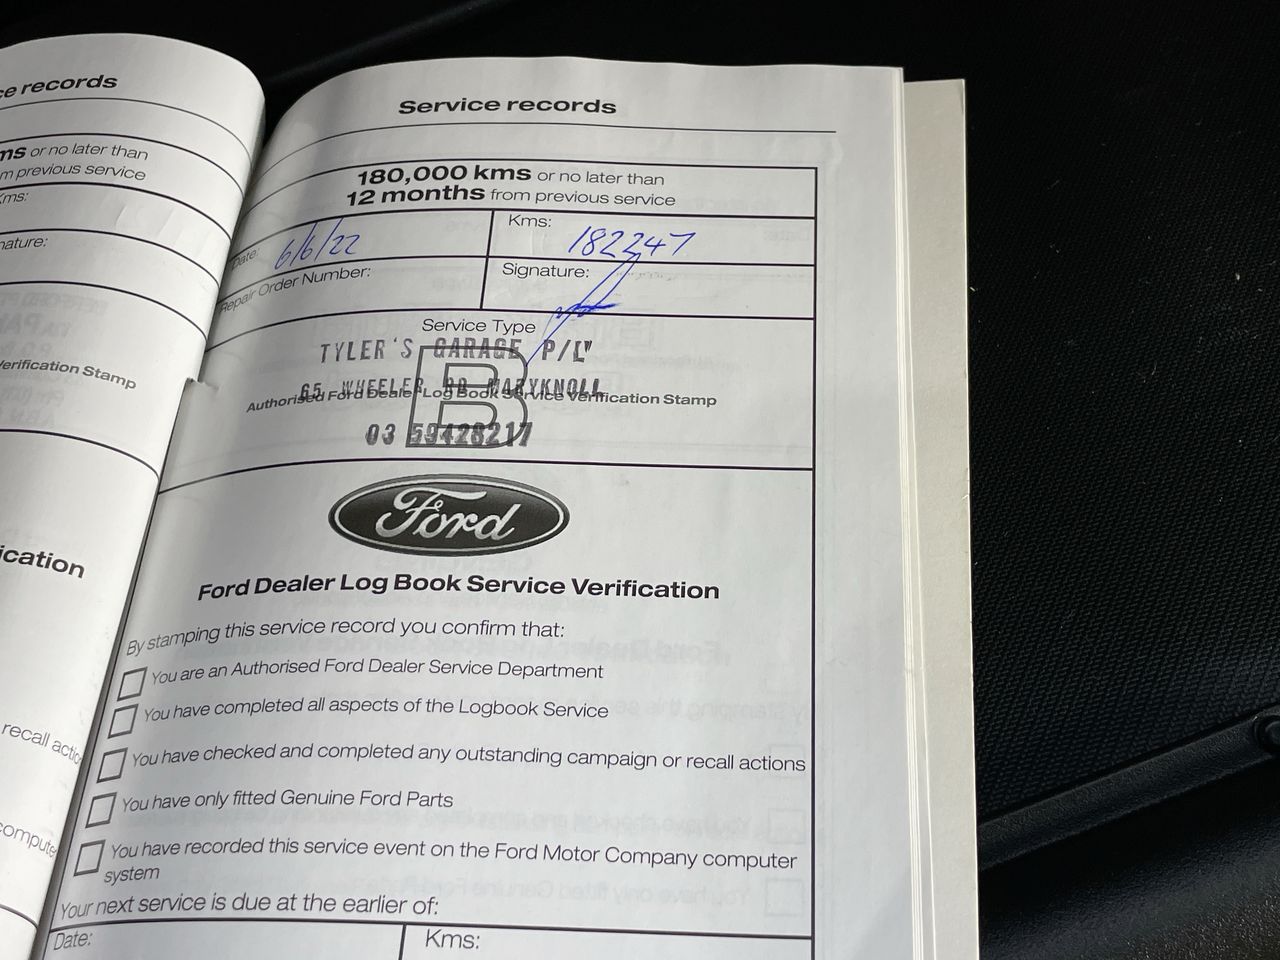 ce records
ms or no later than
m previous service
Kms:
nature:
erification Stamp
ication
recall actio
compute
Service records
180,000 kms or no later than
12 months from previous service
Date: 6/6/22
Kms: 182247
Repair Order Number:
Signature:
Service Type
B
TYLER'S GARAGE P/L
65 WHEELER RD MARYKNOLL
Authorised Ford Dealer Log Book Service Verification Stamp
03 59428217
Ford
Ford Dealer Log Book Service Verification
By stamping this service record you confirm that:
You are an Authorised Ford Dealer Service Department
You have completed all aspects of the Logbook Service
You have checked and completed any outstanding campaign or recall actions
You have only fitted Genuine Ford Parts
You have recorded this service event on the Ford Motor Company computer
system
Your next service is due at the earlier of:
Date:
Kms: